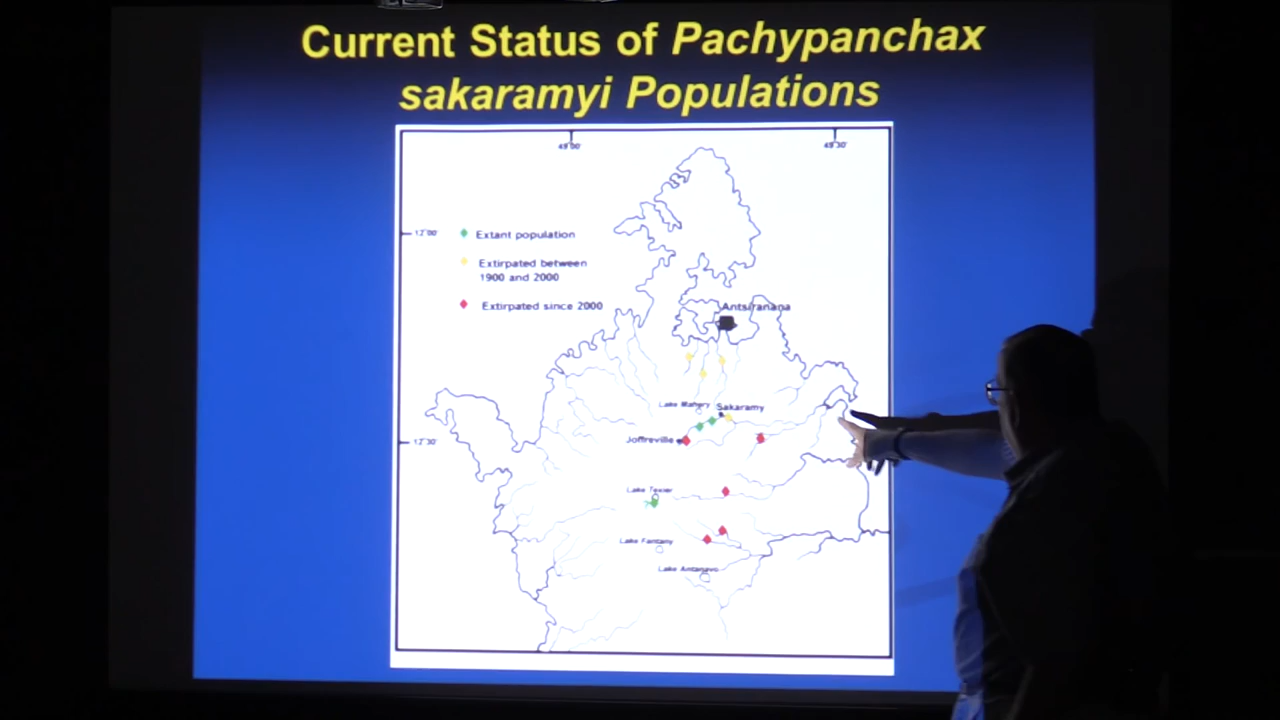 Current Status of Pachypanchax
sakaramyi Populations
49°00'
49°30'
12°00'
Extant population
Extirpated between
1900 and 2000
Extirpated since 2000
Antsiranana
Lake Mahery
Sakaramy
Joffreville
12°30'
Lake Texier
Lake Fantany
Lake Antanavo